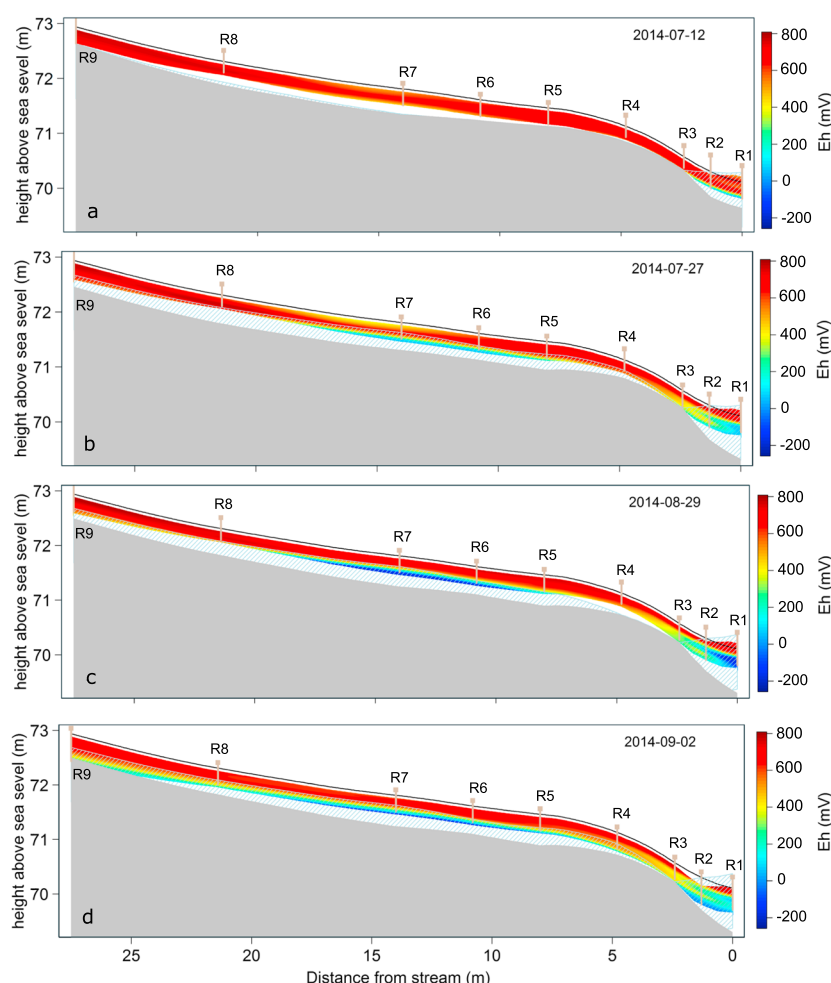 73
72
71
70
height above sea sevel (m)
2014-07-12
R9
R8
R7
R6
R5
R4
R3
R2
R1
a
800
600
400
200
0
-200
Eh (mV)
73
72
71
70
height above sea sevel (m)
2014-07-27
R9
R8
R7
R6
R5
R4
R3
R2
R1
b
800
600
400
200
0
-200
Eh (mV)
73
72
71
70
height above sea sevel (m)
2014-08-29
R9
R8
R7
R6
R5
R4
R3
R2
R1
c
800
600
400
200
0
-200
Eh (mV)
73
72
71
70
height above sea sevel (m)
2014-09-02
R9
R8
R7
R6
R5
R4
R3
R2
R1
d
800
600
400
200
0
-200
Eh (mV)
25 20 15 10 5 0
Distance from stream (m)